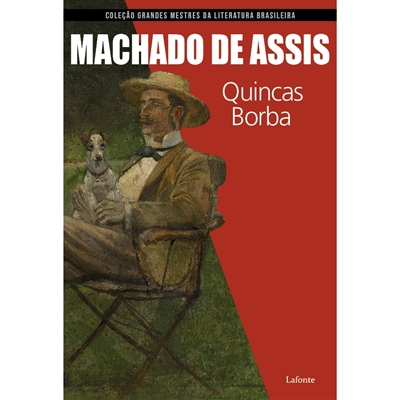 COLEÇÃO GRANDES MESTRES DA LITERATURA BRASILEIRA
MACHADO DE ASSIS
Quincas
Borba
Lafonte